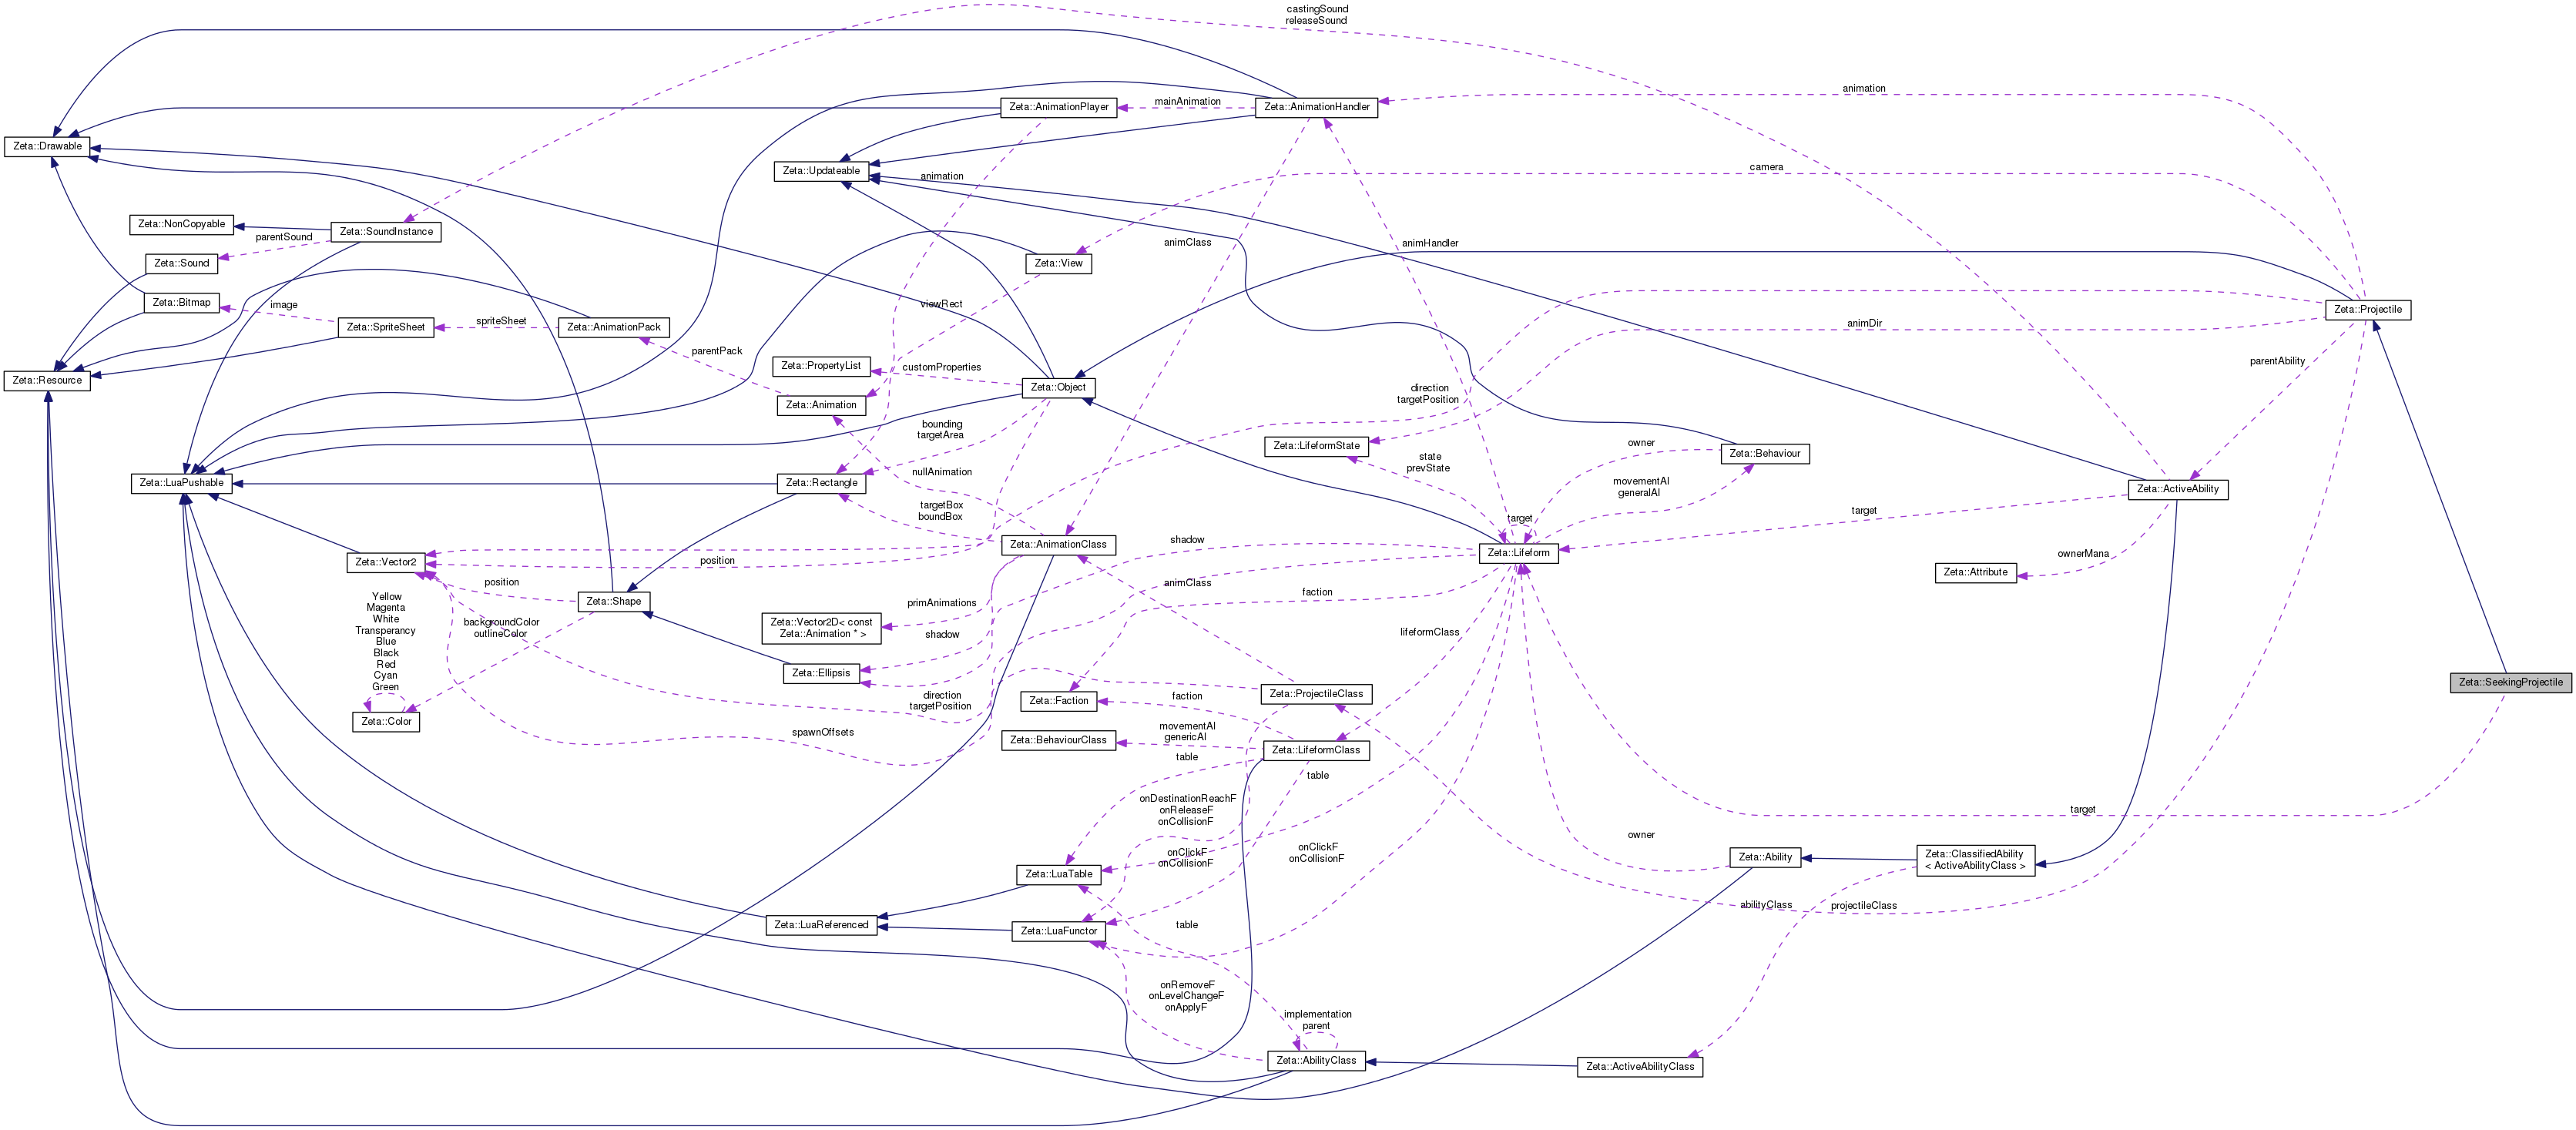 castingSound
releaseSound
animation
Zeta::AnimationPlayer
mainAnimation
Zeta::AnimationHandler
Zeta::Drawable
Zeta::Updateable
animation
camera
Zeta::NonCopyable
Zeta::SoundInstance
parentSound
animClass
animHandler
Zeta::Sound
Zeta::View
Zeta::Bitmap
image
viewRect
Zeta::Projectile
Zeta::SpriteSheet
spriteSheet
Zeta::AnimationPack
animDir
parentPack
Zeta::PropertyList
customProperties
parentAbility
Zeta::Resource
Zeta::Object
direction
targetPosition
Zeta::Animation
bounding
targetArea
Zeta::LifeformState
owner
Zeta::Behaviour
state
prevState
nullAnimation
Zeta::LuaPushable
Zeta::Rectangle
movementAI
generalAI
Zeta::ActiveAbility
targetBox
boundBox
target
target
shadow
Zeta::AnimationClass
Zeta::Lifeform
ownerMana
Zeta::Vector2
position
position
animClass
Zeta::Attribute
faction
Yellow
Magenta
White
Transperancy
Blue
Black
Red
Cyan
Green
Zeta::Shape
primAnimations
backgroundColor
outlineColor
Zeta::Vector2D< const
Zeta::Animation * >
shadow
lifeformClass
Zeta::Ellipsis
Zeta::SeekingProjectile
direction
targetPosition
Zeta::Faction
faction
Zeta::ProjectileClass
Zeta::Color
spawnOffsets
Zeta::BehaviourClass
movementAI
genericAI
Zeta::LifeformClass
table
table
onDestinationReachF
onReleaseF
onCollisionF
target
owner
onClickF
onCollisionF
onClickF
onCollisionF
Zeta::Ability
Zeta::ClassifiedAbility
< ActiveAbilityClass >
Zeta::LuaTable
abilityClass
projectileClass
Zeta::LuaReferenced
Zeta::LuaFunctor
table
onRemoveF
onLevelChangeF
onApplyF
implementation
parent
Zeta::AbilityClass
Zeta::ActiveAbilityClass